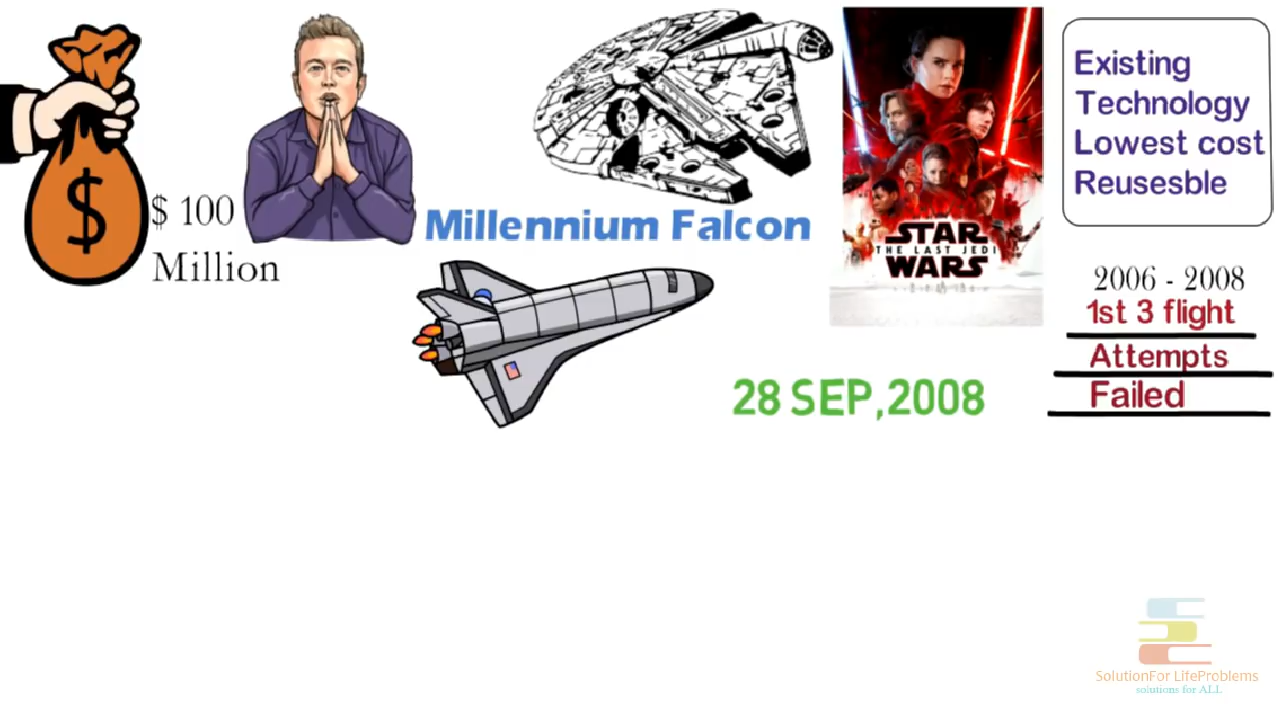 $
$ 100
Million
Millennium Falcon
STAR
THE LAST JEDI
WARS
Existing
Technology
Lowest cost
Reusesble
2006 - 2008
1st 3 flight
Attempts
Failed
28 SEP,2008
SolutionFor LifeProblems
solutions for ALL